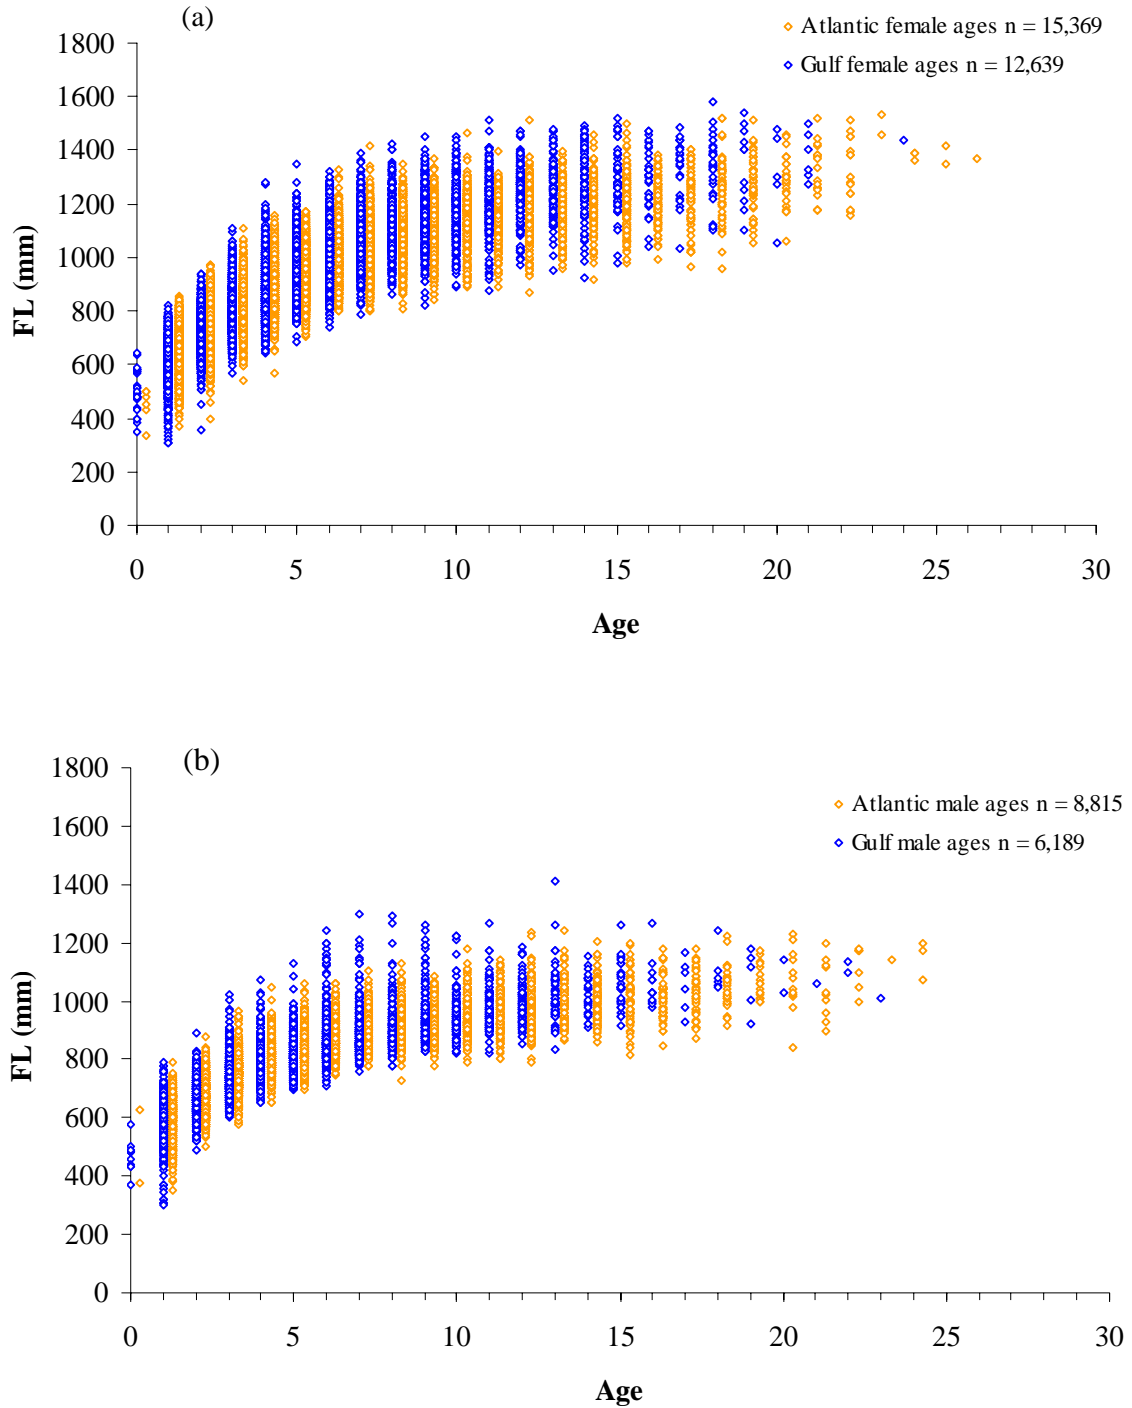 (a)
Atlantic female ages n = 15,369
Gulf female ages n = 12,639
1800
1600
1400
1200
1000
800
600
400
200
0
FL (mm)
0 5 10 15 20 25 30
Age
(b)
Atlantic male ages n = 8,815
Gulf male ages n = 6,189
1800
1600
1400
1200
1000
800
600
400
200
0
FL (mm)
0 5 10 15 20 25 30
Age